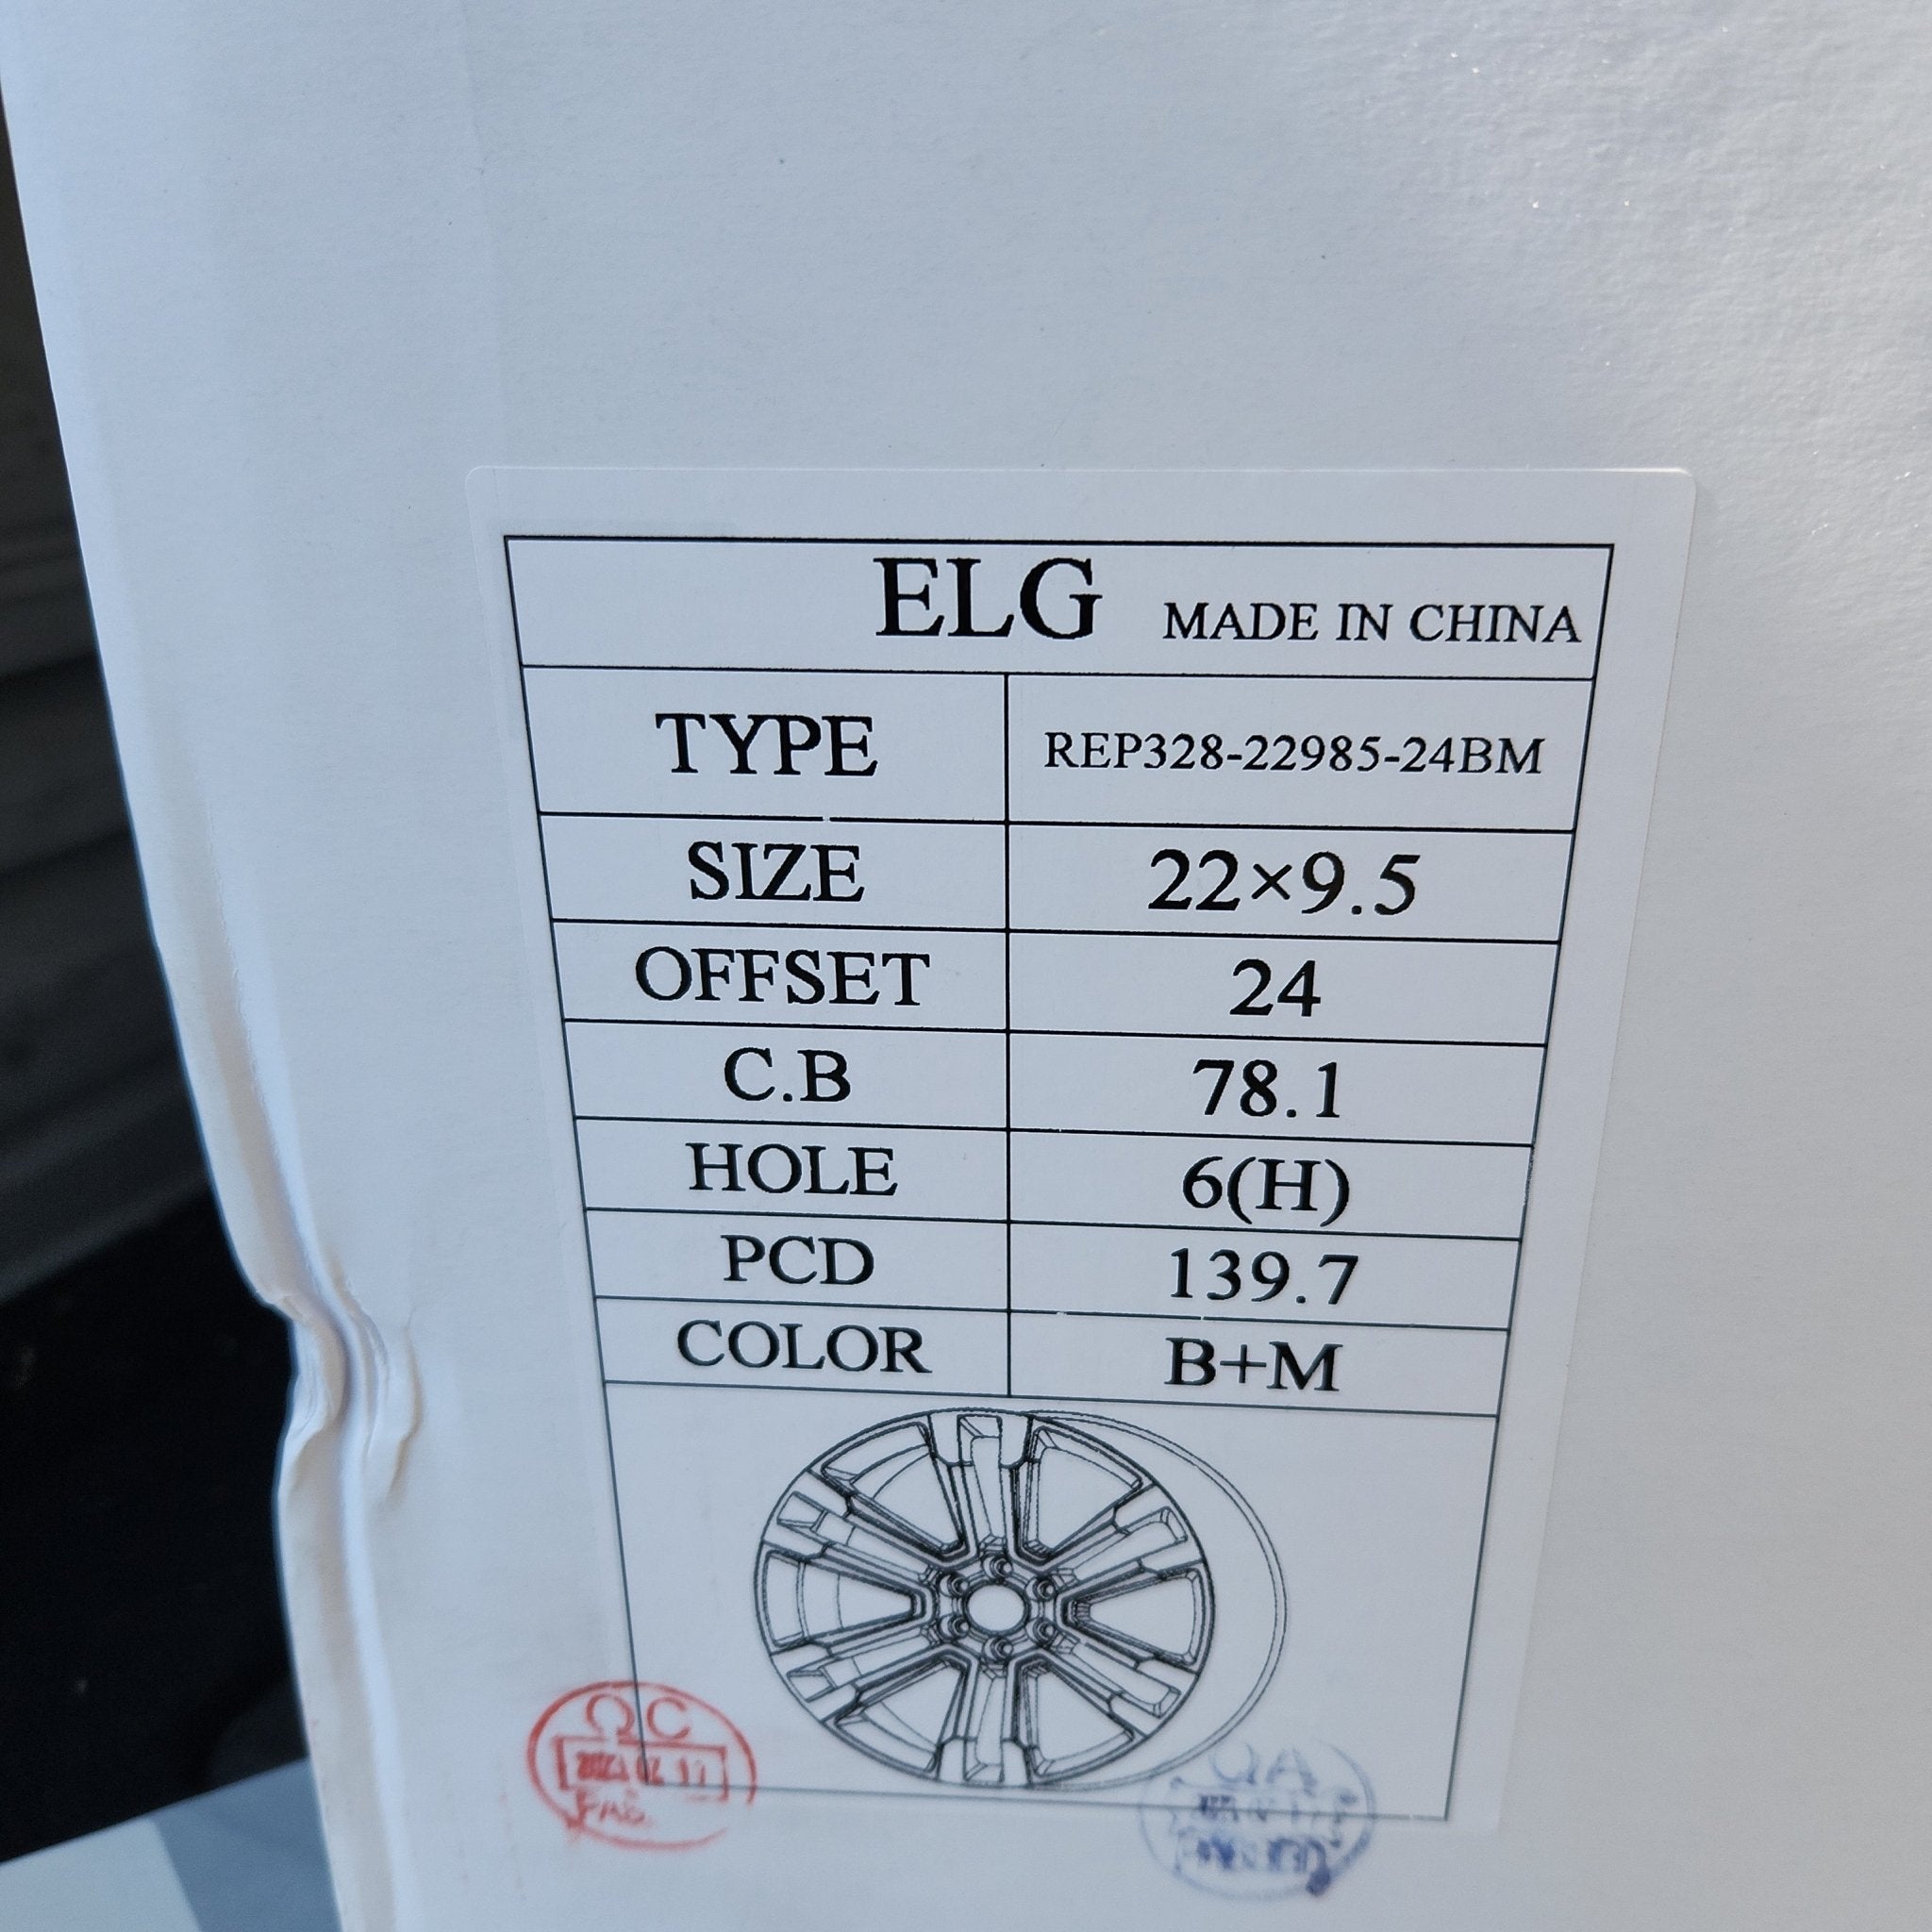 ELG MADE IN CHINA
TYPE REP328-22985-24BM
SIZE 22×9.5
OFFSET 24
C.B 78.1
HOLE 6(H)
PCD 139.7
COLOR B+M
QC
QA